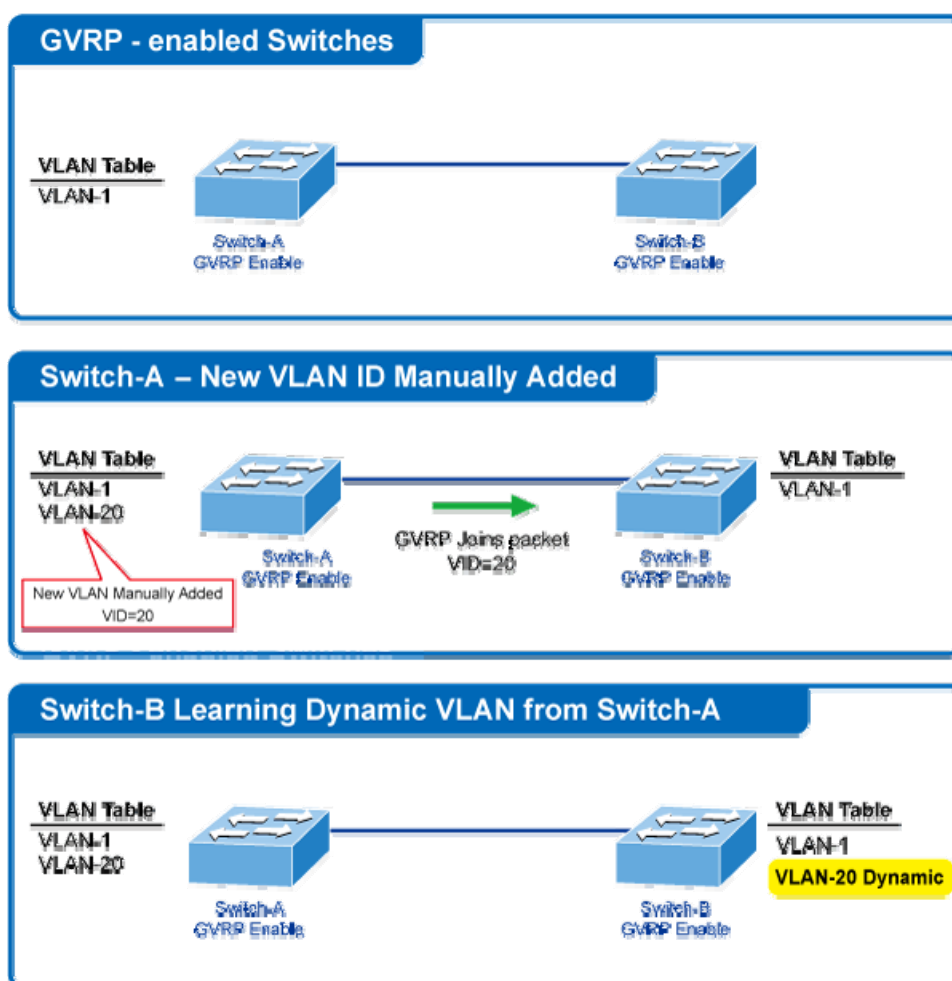 GVRP - enabled Switches
VLAN Table
VLAN-1
Switch-A
GVRP Enable
Switch-B
GVRP Enable
Switch-A – New VLAN ID Manually Added
VLAN Table
VLAN-1
VLAN-20
New VLAN Manually Added
VID=20
Switch-A
GVRP Enable
GVRP Joins packet
VID=20
Switch-B
GVRP Enable
VLAN Table
VLAN-1
Switch-B Learning Dynamic VLAN from Switch-A
VLAN Table
VLAN-1
VLAN-20
Switch-A
GVRP Enable
Switch-B
GVRP Enable
VLAN Table
VLAN-1
VLAN-20 Dynamic